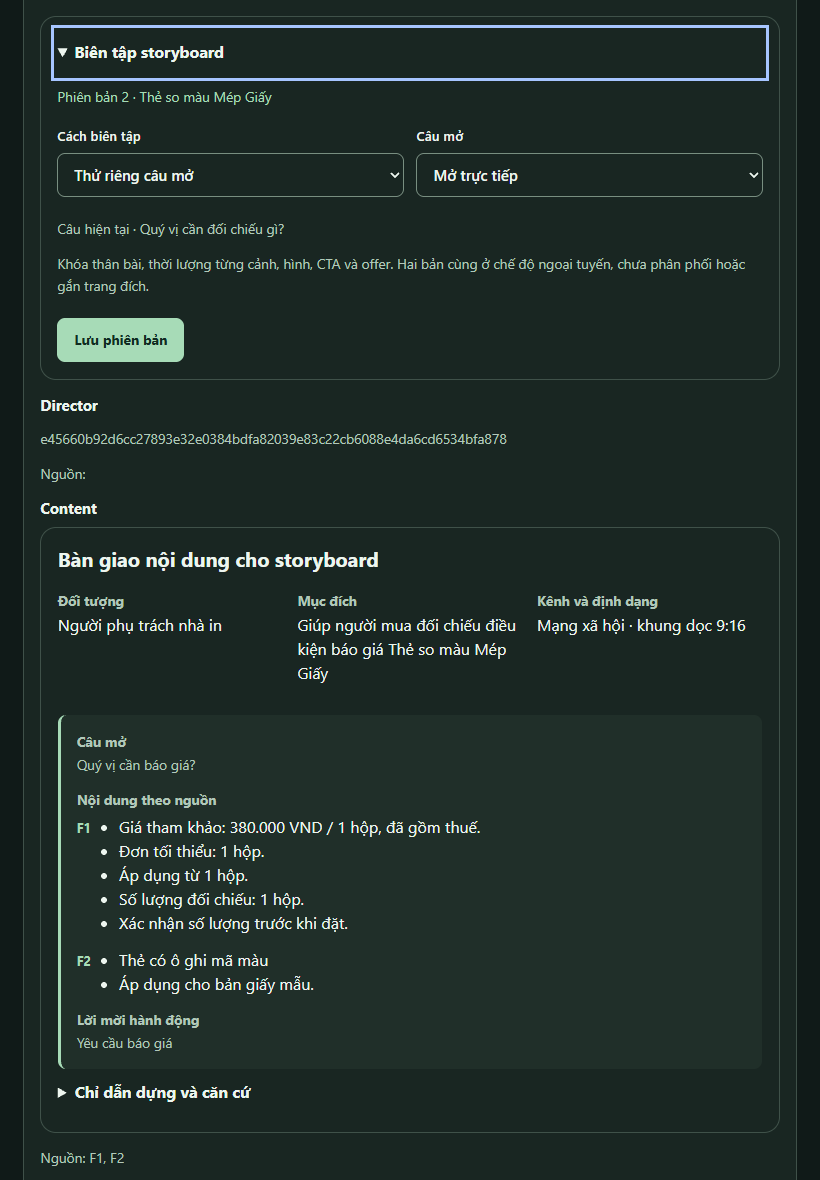 Biên tập storyboard
Phiên bản 2 · Thẻ so màu Mép Giấy
Cách biên tập
Câu mở
Thử riêng câu mở
Mở trực tiếp
Câu hiện tại · Quý vị cần đối chiếu gì?
Khóa thân bài, thời lượng từng cảnh, hình, CTA và offer. Hai bản cùng ở chế độ ngoại tuyến, chưa phân phối hoặc
gắn trang đích.
Lưu phiên bản
Director
e45660b92d6cc27893e32e0384bdfa82039e83c22cb6088e4da6cd6534bfa878
Nguồn:
Content
Bàn giao nội dung cho storyboard
Đối tượng
Người phụ trách nhà in
Mục đích
Giúp người mua đối chiếu điều
kiện báo giá Thẻ so màu Mép
Giấy
Kênh và định dạng
Mạng xã hội · khung dọc 9:16
Câu mở
Quý vị cần báo giá?
Nội dung theo nguồn
F1 • Giá tham khảo: 380.000 VND / 1 hộp, đã gồm thuế.
• Đơn tối thiểu: 1 hộp.
• Áp dụng từ 1 hộp.
• Số lượng đối chiếu: 1 hộp.
• Xác nhận số lượng trước khi đặt.
F2 • Thẻ có ô ghi mã màu
• Áp dụng cho bản giấy mẫu.
Lời mời hành động
Yêu cầu báo giá
Chỉ dẫn dựng và căn cứ
Nguồn: F1, F2